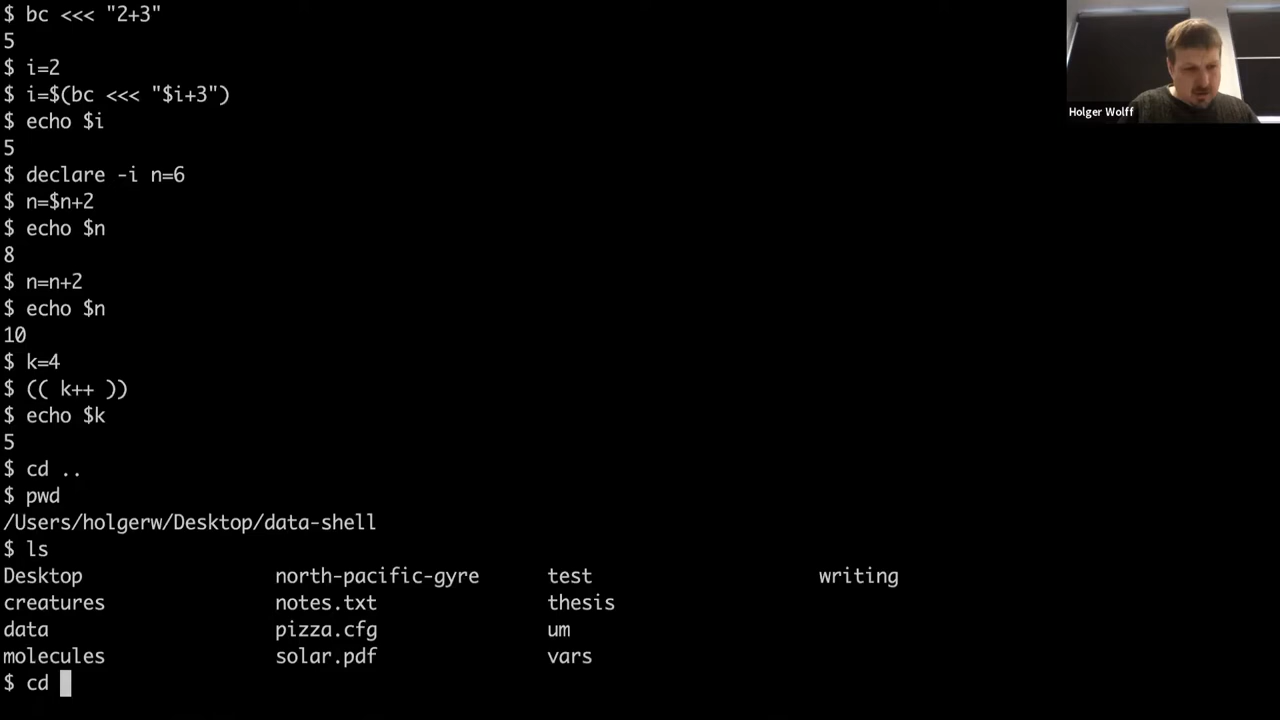 $ bc <<< "2+3"
5
$ i=2
$ i=$(bc <<< "$i+3")
$ echo $i
5
$ declare -i n=6
$ n=$n+2
$ echo $n
8
$ n=n+2
$ echo $n
10
$ k=4
$ (( k++ ))
$ echo $k
5
$ cd ..
$ pwd
/Users/holgerw/Desktop/data-shell
$ ls
Desktop north-pacific-gyre test writing
creatures notes.txt thesis
data pizza.cfg um
molecules solar.pdf vars
$ cd
Holger Wolff